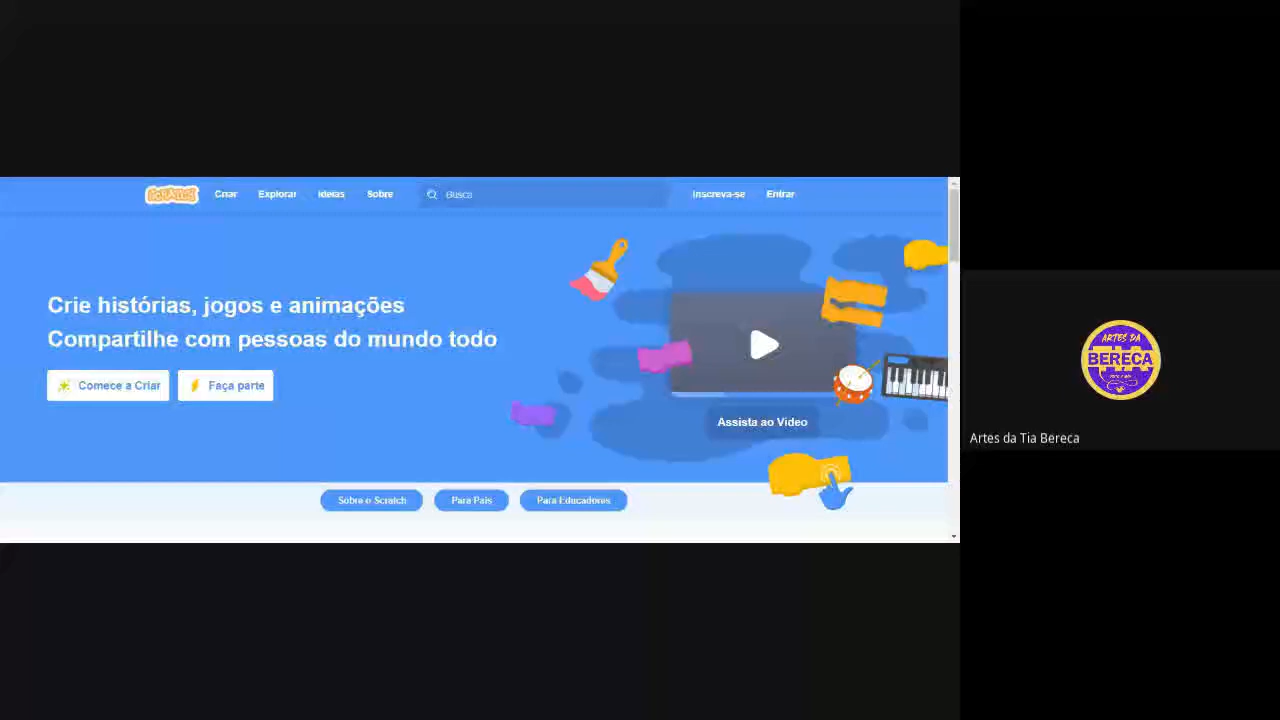 SCRATCH
Criar Explorar Ideias Sobre Busca Inscreva-se Entrar
Crie histórias, jogos e animações
Compartilhe com pessoas do mundo todo
Comece a Criar Faça parte
Assista ao Vídeo
Sobre o Scratch Para Pais Para Educadores
ARTES DA
TIA
BERECA
Artes da Tia Bereca